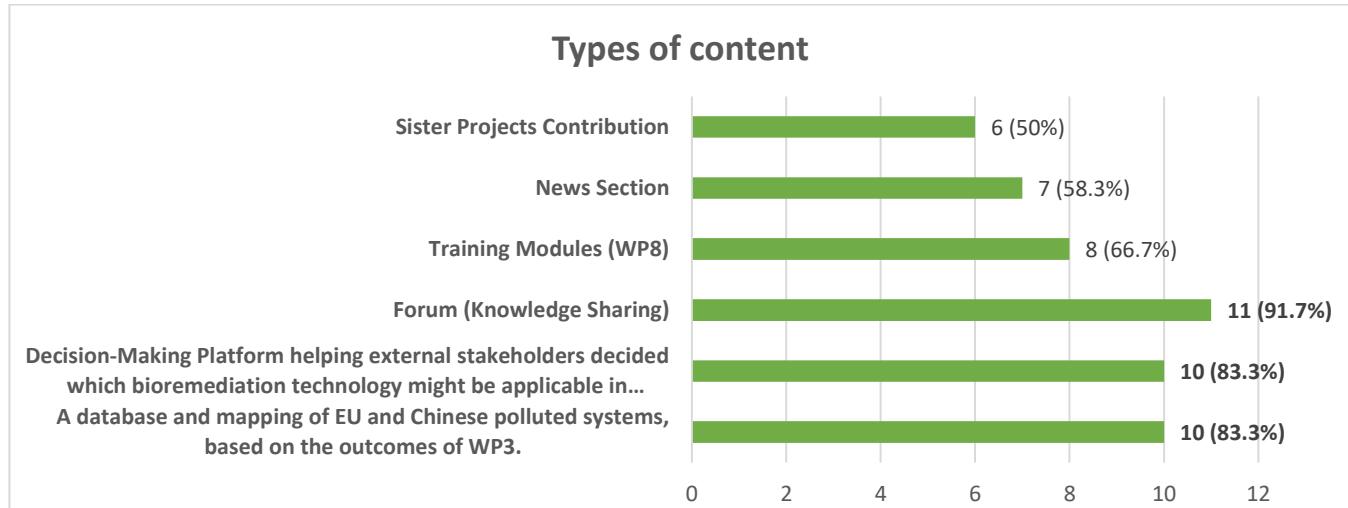 Types of content
Sister Projects Contribution
6 (50%)
News Section
7 (58.3%)
Training Modules (WP8)
8 (66.7%)
Forum (Knowledge Sharing)
11 (91.7%)
Decision-Making Platform helping external stakeholders decided
which bioremediation technology might be applicable in…
10 (83.3%)
A database and mapping of EU and Chinese polluted systems,
based on the outcomes of WP3.
10 (83.3%)
0 2 4 6 8 10 12